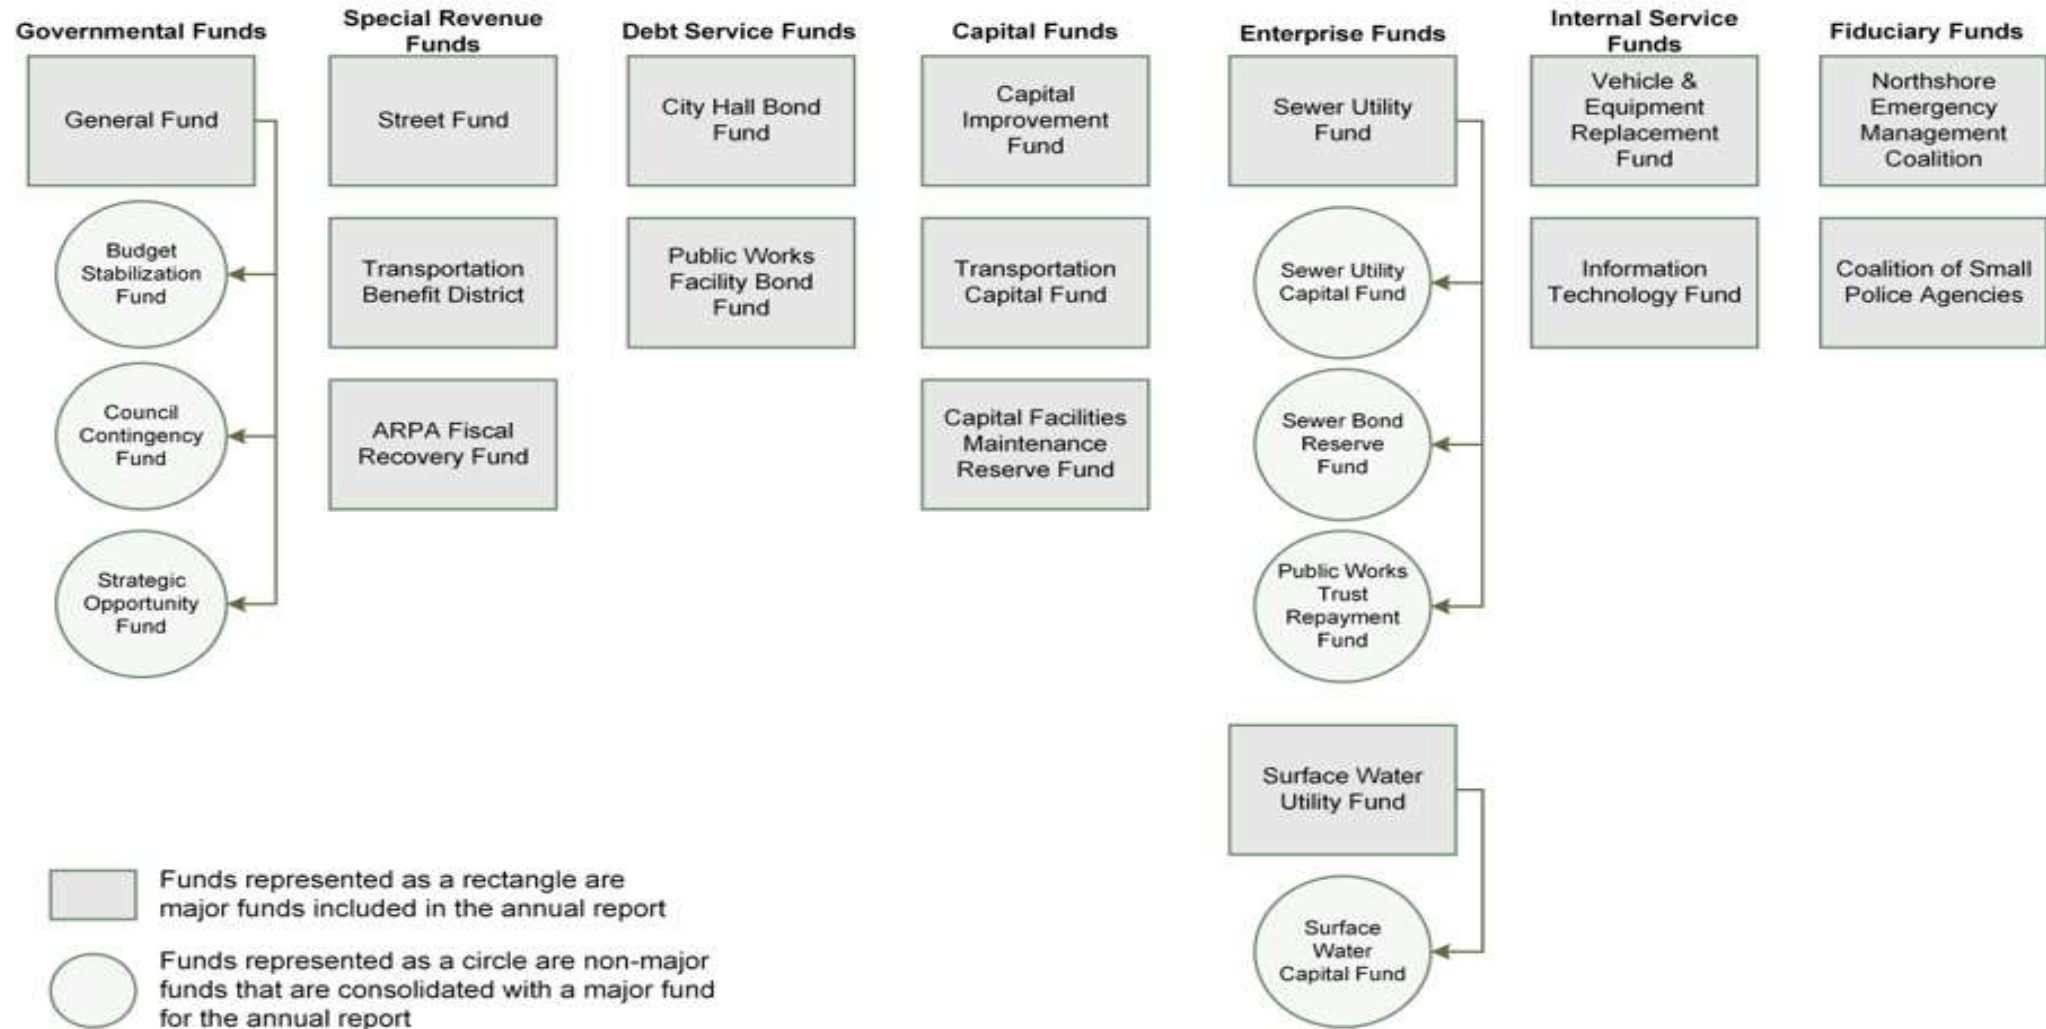 Governmental Funds
General Fund
Budget
Stabilization
Fund
Council
Contingency
Fund
Strategic
Opportunity
Fund
Special Revenue
Funds
Street Fund
Transportation
Benefit District
ARPA Fiscal
Recovery Fund
Debt Service Funds
City Hall Bond
Fund
Public Works
Facility Bond
Fund
Capital Funds
Capital
Improvement
Fund
Transportation
Capital Fund
Capital Facilities
Maintenance
Reserve Fund
Enterprise Funds
Sewer Utility
Fund
Sewer Utility
Capital Fund
Sewer Bond
Reserve
Fund
Public Works
Trust
Repayment
Fund
Surface Water
Utility Fund
Surface
Water
Capital Fund
Internal Service
Funds
Vehicle &
Equipment
Replacement
Fund
Information
Technology Fund
Fiduciary Funds
Northshore
Emergency
Management
Coalition
Coalition of Small
Police Agencies
Funds represented as a rectangle are
major funds included in the annual report
Funds represented as a circle are non-major
funds that are consolidated with a major fund
for the annual report